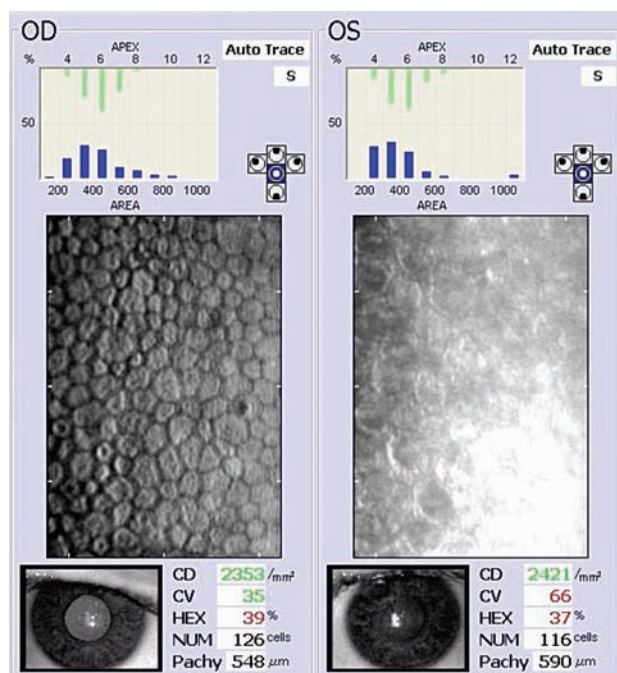 OD
APEX
Auto Trace
% 4 6 8 10 12
S
50
200 400 600 800 1000
AREA
CD 2353 /mm²
CV 35
HEX 39 %
NUM 126 cells
Pachy 548 μm
OS
APEX
Auto Trace
% 4 6 8 10 12
S
50
200 400 600 800 1000
AREA
CD 2421 /mm²
CV 66
HEX 37 %
NUM 116 cells
Pachy 590 μm